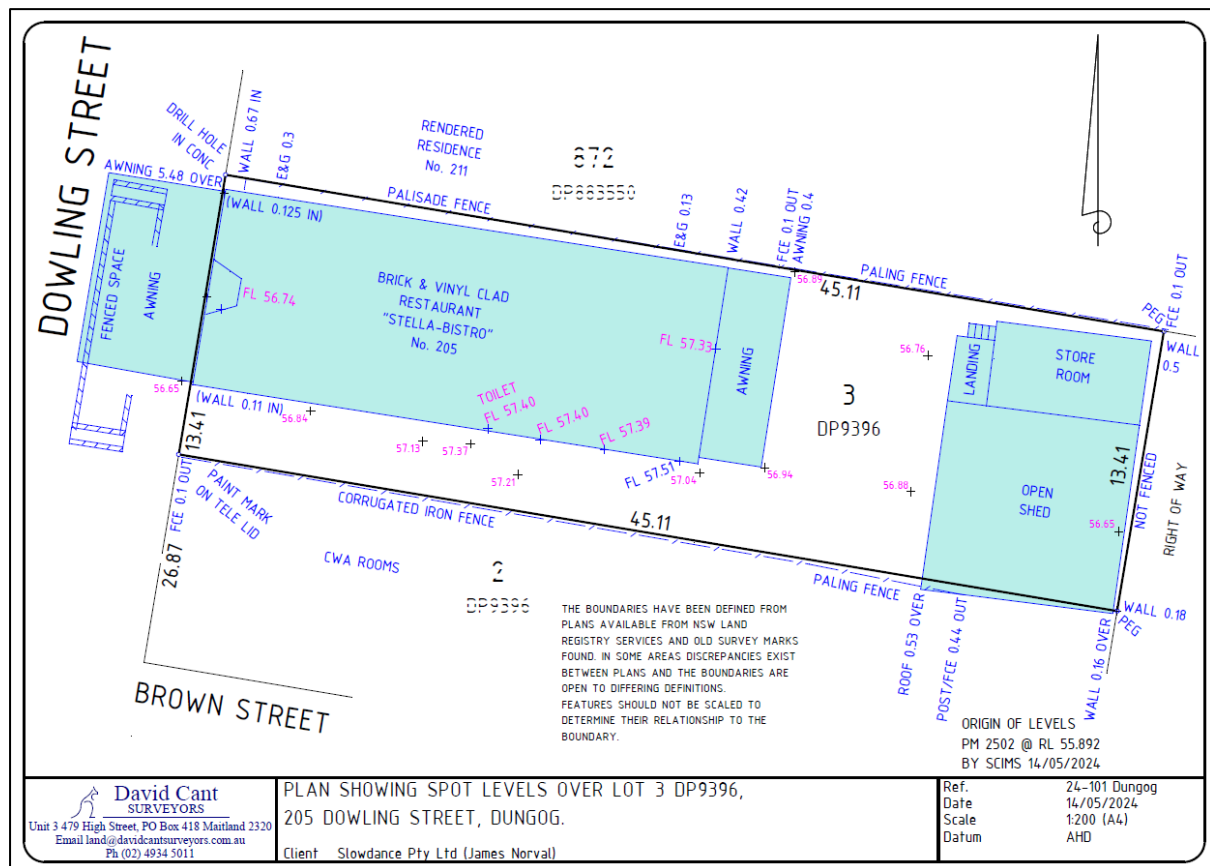 DOWLING STREET
DRILL HOLE
IN CONC
WALL 0.67 IN
E&G 0.3
RENDERED
RESIDENCE
No. 211
872
DP883550
AWNING 5.48 OVER
(WALL 0.125 IN)
PALISADE FENCE
E&G 0.13
WALL 0.42
FCE 0.1 OUT
AWNING 0.4
56.89
45.11
PALING FENCE
PEG
FCE 0.1 OUT
WALL
0.5
FENCED SPACE
AWNING
FL 56.74
BRICK & VINYL CLAD
RESTAURANT
"STELLA-BISTRO"
No. 205
FL 57.33
AWNING
56.76
LANDING
STORE
ROOM
3
DP9396
56.65
(WALL 0.11 IN)
56.84
TOILET
FL 57.40
FL 57.40
FL 57.39
FL 57.51
57.13
57.37
57.21
57.04
56.94
56.88
OPEN
SHED
56.65
13.41
NOT FENCED
RIGHT OF WAY
13.41
FCE 0.1 OUT
PAINT MARK
ON TELE LID
CORRUGATED IRON FENCE
45.11
PALING FENCE
26.87
CWA ROOMS
2
DP9396
ROOF 0.53 OVER
POST/FCE 0.44 OUT
WALL 0.16 OVER
PEG
WALL 0.18
BROWN STREET
THE BOUNDARIES HAVE BEEN DEFINED FROM
PLANS AVAILABLE FROM NSW LAND
REGISTRY SERVICES AND OLD SURVEY MARKS
FOUND. IN SOME AREAS DISCREPANCIES EXIST
BETWEEN PLANS AND THE BOUNDARIES ARE
OPEN TO DIFFERING DEFINITIONS.
FEATURES SHOULD NOT BE SCALED TO
DETERMINE THEIR RELATIONSHIP TO THE
BOUNDARY.
ORIGIN OF LEVELS
PM 2502 @ RL 55.892
BY SCIMS 14/05/2024
David Cant
SURVEYORS
Unit 3 479 High Street, PO Box 418 Maitland 2320
Email land@davidcantsurveyors.com.au
Ph (02) 4934 5011
PLAN SHOWING SPOT LEVELS OVER LOT 3 DP9396,
205 DOWLING STREET, DUNGOG.
Client Slowdance Pty Ltd (James Norval)
Ref. 24-101 Dungog
Date 14/05/2024
Scale 1:200 (A4)
Datum AHD